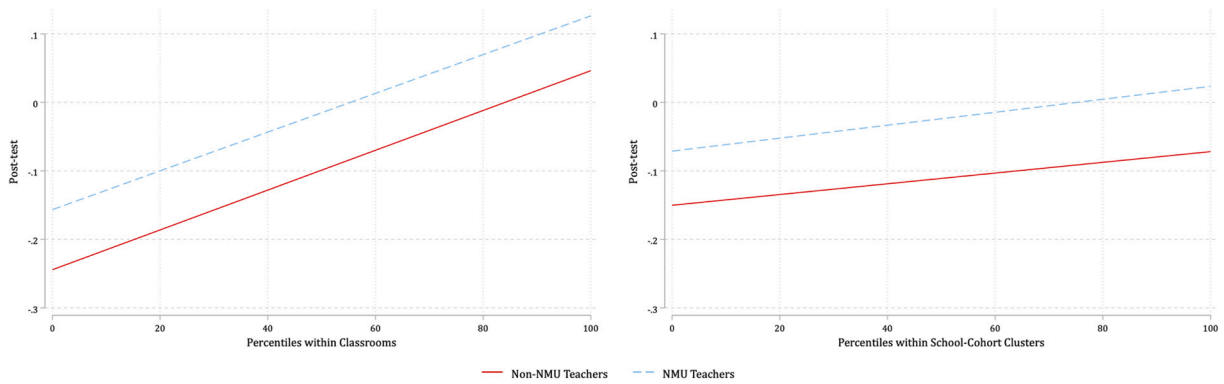 .1
0
-.1
-.2
-.3
Post-test
0 20 40 60 80 100
Percentiles within Classrooms
.1
0
-.1
-.2
-.3
Post-test
0 20 40 60 80 100
Percentiles within School-Cohort Clusters
Non-NMU Teachers NMU Teachers